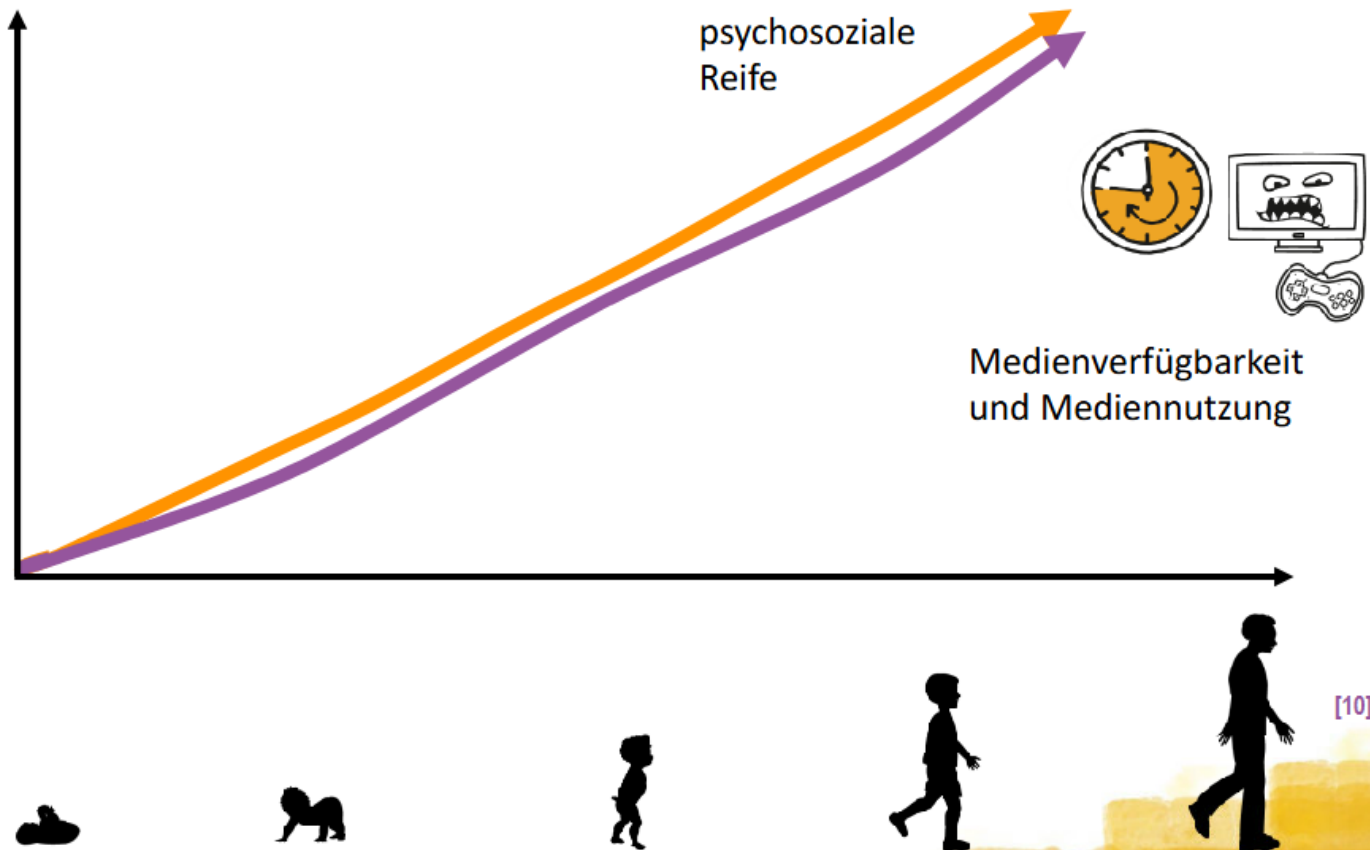 psychosoziale
Reife
Medienverfügbarkeit
und Mediennutzung
[10]